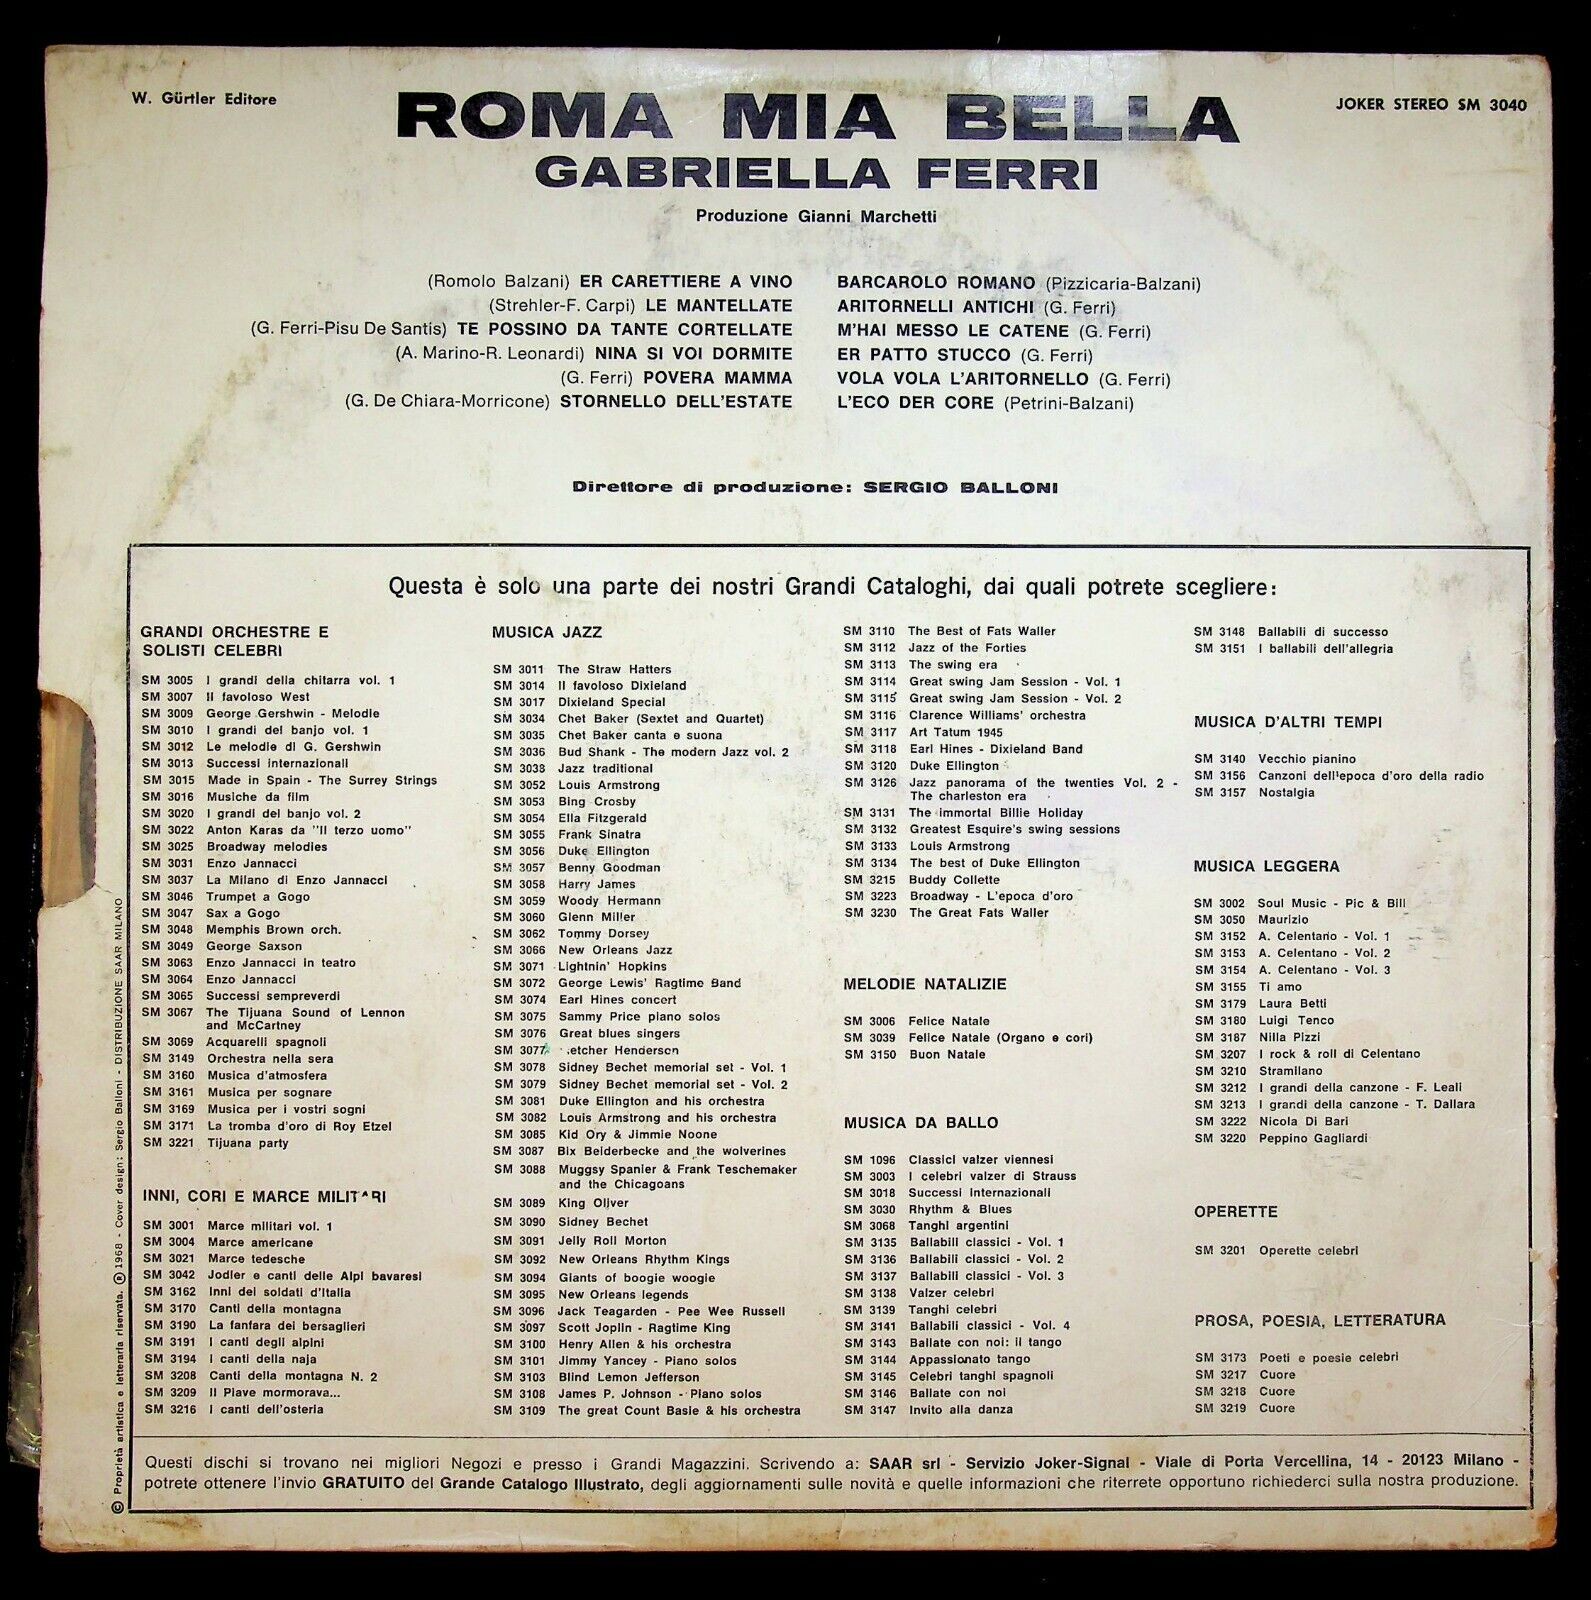 W. Gürtler Editore
ROMA MIA BELLA
JOKER STEREO SM 3040
GABRIELLA FERRI
Produzione Gianni Marchetti
(Romolo Balzani) ER CARETTIERE A VINO
(Strehler-F. Carpi) LE MANTELLATE
(G. Ferri-Pisu De Santis) TE POSSINO DA TANTE CORTELLATE
(A. Marino-R. Leonardi) NINA SI VOI DORMITE
(G. Ferri) POVERA MAMMA
(G. De Chiara-Morricone) STORNELLO DELL'ESTATE
BARCAROLO ROMANO (Pizzicaria-Balzani)
ARITORNELLI ANTICHI (G. Ferri)
M'HAI MESSO LE CATENE (G. Ferri)
ER PATTO STUCCO (G. Ferri)
VOLA VOLA L'ARITORNELLO (G. Ferri)
L'ECO DER CORE (Petrini-Balzani)
Direttore di produzione: SERGIO BALLONI
Questa è solo una parte dei nostri Grandi Cataloghi, dai quali potrete scegliere:
GRANDI ORCHESTRE E
SOLISTI CELEBRI
SM 3005 I grandi della chitarra vol. 1
SM 3007 Il favoloso West
SM 3009 George Gershwin - Melodie
SM 3010 I grandi del banjo vol. 1
SM 3012 Le melodie di G. Gershwin
SM 3013 Successi internazionali
SM 3015 Made in Spain - The Surrey Strings
SM 3016 Musiche da film
SM 3020 I grandi del banjo vol. 2
SM 3022 Anton Karas da "Il terzo uomo"
SM 3025 Broadway melodies
SM 3031 Enzo Jannacci
SM 3037 La Milano di Enzo Jannacci
SM 3046 Trumpet a Gogo
SM 3047 Sax a Gogo
SM 3048 Memphis Brown orch.
SM 3049 George Saxson
SM 3063 Enzo Jannacci in teatro
SM 3064 Enzo Jannacci
SM 3065 Successi sempreverdi
SM 3067 The Tijuana Sound of Lennon
and McCartney
SM 3069 Acquarelli spagnoli
SM 3149 Orchestra nella sera
SM 3160 Musica d'atmosfera
SM 3161 Musica per sognare
SM 3169 Musica per i vostri sogni
SM 3171 La tromba d'oro di Roy Etzel
SM 3221 Tijuana party
INNI, CORI E MARCE MILITARI
SM 3001 Marce militari vol. 1
SM 3004 Marce americane
SM 3021 Marce tedesche
SM 3042 Jodler e canti delle Alpi bavaresi
SM 3162 Inni dei soldati d'Italia
SM 3170 Canti della montagna
SM 3190 La fanfara dei bersaglieri
SM 3191 I canti degli alpini
SM 3194 I canti della naja
SM 3208 Canti della montagna N. 2
SM 3209 Il Piave mormorava...
SM 3216 I canti dell'osteria
MUSICA JAZZ
SM 3011 The Straw Hatters
SM 3014 Il favoloso Dixieland
SM 3017 Dixieland Special
SM 3034 Chet Baker (Sextet and Quartet)
SM 3035 Chet Baker canta e suona
SM 3036 Bud Shank - The modern Jazz vol. 2
SM 3038 Jazz traditional
SM 3052 Louis Armstrong
SM 3053 Bing Crosby
SM 3054 Ella Fitzgerald
SM 3055 Frank Sinatra
SM 3056 Duke Ellington
SM 3057 Benny Goodman
SM 3058 Harry James
SM 3059 Woody Hermann
SM 3060 Glenn Miller
SM 3062 Tommy Dorsey
SM 3066 New Orleans Jazz
SM 3071 Lightnin' Hopkins
SM 3072 George Lewis' Ragtime Band
SM 3074 Earl Hines concert
SM 3075 Sammy Price piano solos
SM 3076 Great blues singers
SM 3077 etcher Henderson
SM 3078 Sidney Bechet memorial set - Vol. 1
SM 3079 Sidney Bechet memorial set - Vol. 2
SM 3081 Duke Ellington and his orchestra
SM 3082 Louis Armstrong and his orchestra
SM 3085 Kid Ory & Jimmie Noone
SM 3087 Bix Beiderbecke and the wolverines
SM 3088 Muggsy Spanier & Frank Teschemaker
and the Chicagoans
SM 3089 King Oliver
SM 3090 Sidney Bechet
SM 3091 Jelly Roll Morton
SM 3092 New Orleans Rhythm Kings
SM 3094 Giants of boogie woogie
SM 3095 New Orleans legends
SM 3096 Jack Teagarden - Pee Wee Russell
SM 3097 Scott Joplin - Ragtime King
SM 3100 Henry Allen & his orchestra
SM 3101 Jimmy Yancey - Piano solos
SM 3103 Blind Lemon Jefferson
SM 3108 James P. Johnson - Piano solos
SM 3109 The great Count Basie & his orchestra
SM 3110 The Best of Fats Waller
SM 3112 Jazz of the Forties
SM 3113 The swing era
SM 3114 Great swing Jam Session - Vol. 1
SM 3115 Great swing Jam Session - Vol. 2
SM 3116 Clarence Williams' orchestra
SM 3117 Art Tatum 1945
SM 3118 Earl Hines - Dixieland Band
SM 3120 Duke Ellington
SM 3126 Jazz panorama of the twenties Vol. 2 -
The charleston era
SM 3131 The immortal Billie Holiday
SM 3132 Greatest Esquire's swing sessions
SM 3133 Louis Armstrong
SM 3134 The best of Duke Ellington
SM 3215 Buddy Collette
SM 3223 Broadway - L'epoca d'oro
SM 3230 The Great Fats Waller
MELODIE NATALIZIE
SM 3006 Felice Natale
SM 3039 Felice Natale (Organo e cori)
SM 3150 Buon Natale
MUSICA DA BALLO
SM 1096 Classici valzer viennesi
SM 3003 I celebri valzer di Strauss
SM 3018 Successi Internazionali
SM 3030 Rhythm & Blues
SM 3068 Tanghi argentini
SM 3135 Ballabili classici - Vol. 1
SM 3136 Ballabili classici - Vol. 2
SM 3137 Ballabili classici - Vol. 3
SM 3138 Valzer celebri
SM 3139 Tanghi celebri
SM 3141 Ballabili classici - Vol. 4
SM 3143 Ballate con noi: il tango
SM 3144 Appassionato tango
SM 3145 Celebri tanghi spagnoli
SM 3146 Ballate con noi
SM 3147 Invito alla danza
SM 3148 Ballabili di successo
SM 3151 I ballabili dell'allegria
MUSICA D'ALTRI TEMPI
SM 3140 Vecchio pianino
SM 3156 Canzoni dell'epoca d'oro della radio
SM 3157 Nostalgia
MUSICA LEGGERA
SM 3002 Soul Music - Pic & Bill
SM 3050 Maurizio
SM 3152 A. Celentano - Vol. 1
SM 3153 A. Celentano - Vol. 2
SM 3154 A. Celentano - Vol. 3
SM 3155 Ti amo
SM 3179 Laura Betti
SM 3180 Luigi Tenco
SM 3187 Nilla Pizzi
SM 3207 I rock & roll di Celentano
SM 3210 Stramilano
SM 3212 I grandi della canzone - F. Leali
SM 3213 I grandi della canzone - T. Dallara
SM 3222 Nicola Di Bari
SM 3220 Peppino Gagliardi
OPERETTE
SM 3201 Operette celebri
PROSA, POESIA, LETTERATURA
SM 3173 Poeti e poesie celebri
SM 3217 Cuore
SM 3218 Cuore
SM 3219 Cuore
Questi dischi si trovano nei migliori Negozi e presso i Grandi Magazzini. Scrivendo a: SAAR srl - Servizio Joker-Signal - Viale di Porta Vercellina, 14 - 20123 Milano -
potrete ottenere l'invio GRATUITO del Grande Catalogo Illustrato, degli aggiornamenti sulle novità e quelle informazioni che riterrete opportuno richiederci sulla nostra produzione.
© Proprietà artistica e letteraria riservata. ℗ 1968 - Cover design: Sergio Balloni - DISTRIBUZIONE SAAR MILANO